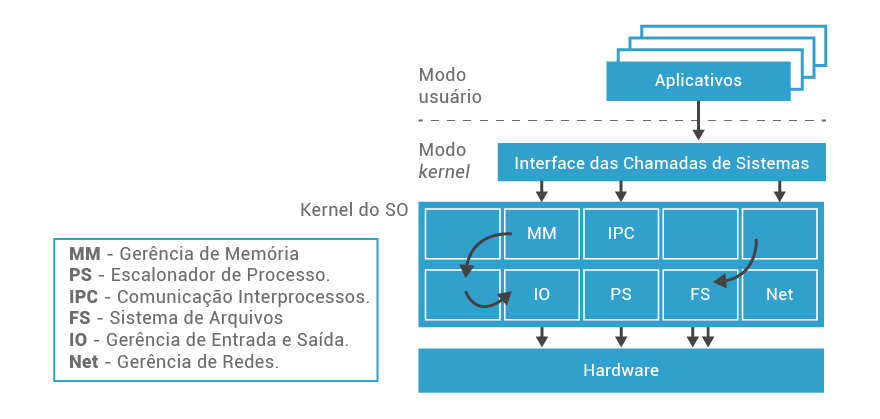 Modo
usuário
Aplicativos
Modo
kernel
Interface das Chamadas de Sistemas
Kernel do SO
MM
IPC
IO
PS
FS
Net
MM - Gerência de Memória
PS - Escalonador de Processo.
IPC - Comunicação Interprocessos.
FS - Sistema de Arquivos
IO - Gerência de Entrada e Saída.
Net - Gerência de Redes.
Hardware